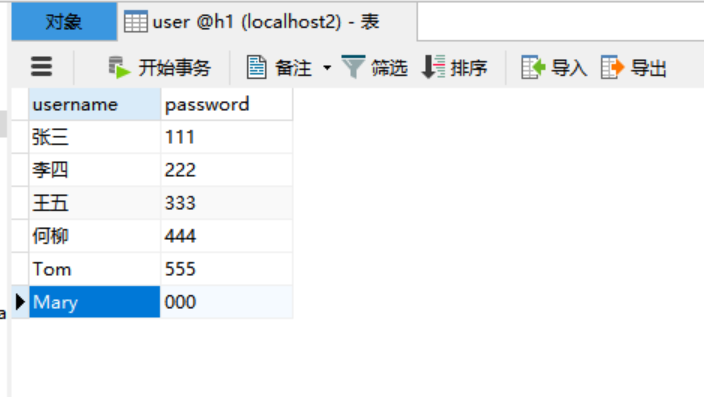 对象 user @h1 (localhost2) - 表
开始事务 备注 筛选 排序 导入 导出
username password
张三 111
李四 222
王五 333
何柳 444
Tom 555
Mary 000
a